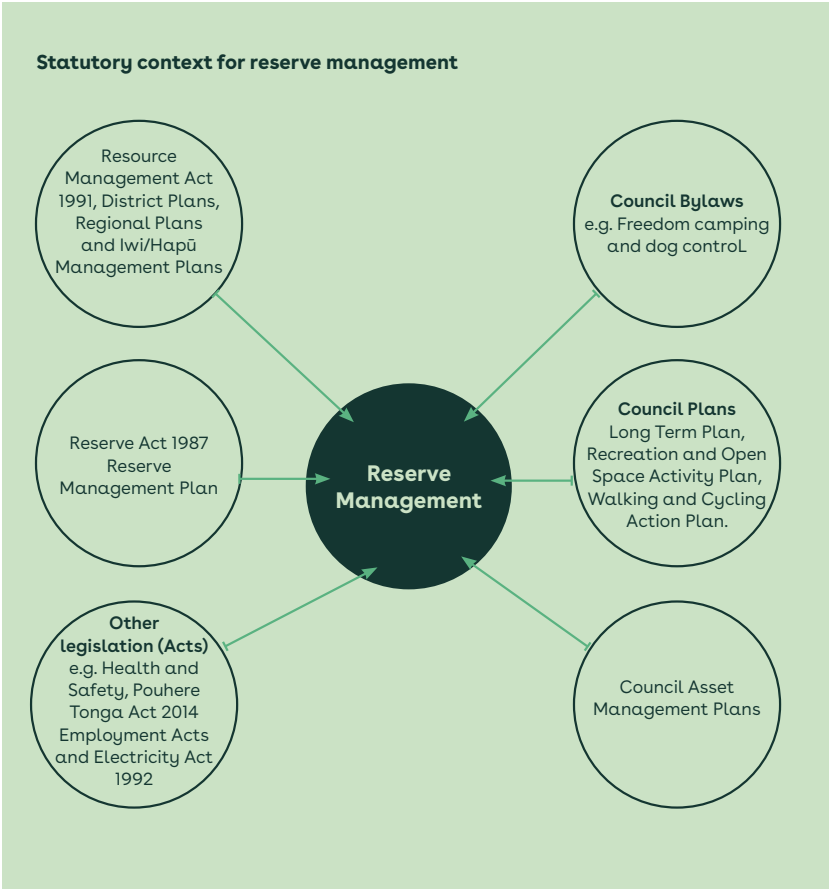 Statutory context for reserve management
Resource
Management Act
1991, District Plans,
Regional Plans
and Iwi/Hapū
Management Plans
Council Bylaws
e.g. Freedom camping
and dog controL
Reserve Act 1987
Reserve
Management Plan
Reserve
Management
Council Plans
Long Term Plan,
Recreation and Open
Space Activity Plan,
Walking and Cycling
Action Plan.
Other
legislation (Acts)
e.g. Health and
Safety, Pouhere
Tonga Act 2014
Employment Acts
and Electricity Act
1992
Council Asset
Management Plans